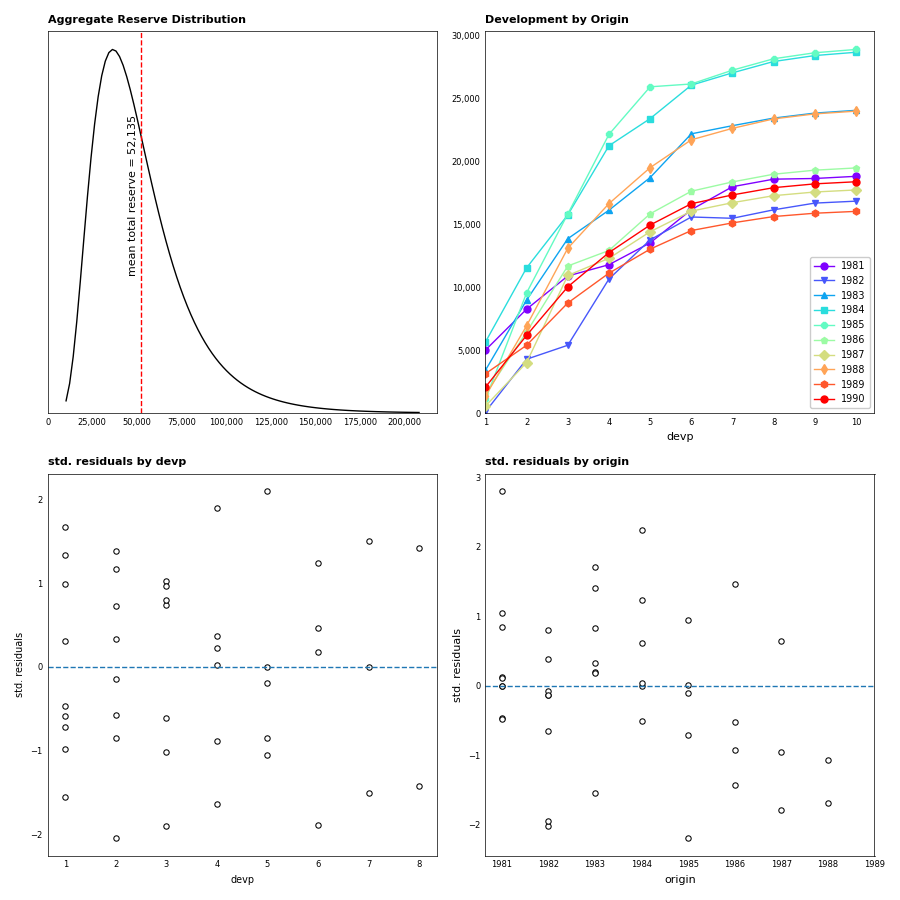 Aggregate Reserve Distribution
mean total reserve = 52,135
0 25,000 50,000 75,000 100,000 125,000 150,000 175,000 200,000
Development by Origin
30,000
25,000
20,000
15,000
10,000
5,000
0
1 2 3 4 5 6 7 8 9 10
devp
1981
1982
1983
1984
1985
1986
1987
1988
1989
1990
std. residuals by devp
std. residuals
2
1
0
−1
−2
1 2 3 4 5 6 7 8
devp
std. residuals by origin
std. residuals
3
2
1
0
−1
−2
1981 1982 1983 1984 1985 1986 1987 1988 1989
origin